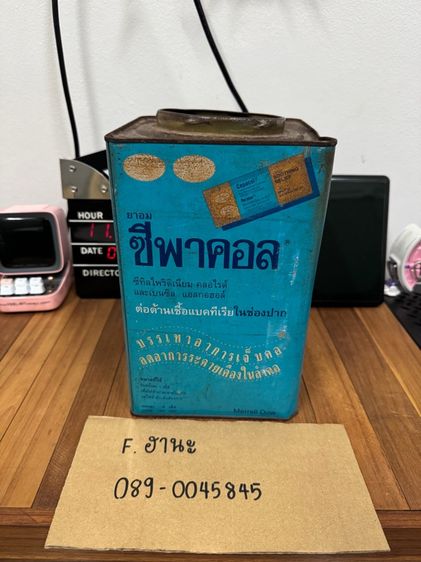 Cepacol
ยาอม
ซีพาคอล
ซีทิลไพริดิเนียม คลอไรด์
และเบนซิล แอลกอฮอล์
ต่อต้านเชื้อแบคทีเรียในช่องปาก
บรรเทาอาการเจ็บคอ
ลดอาการระคายเคืองในลำคอ
Merrell Dow
HOUR
DATE
DIRECTO
F. ฮานะ
089-0045845